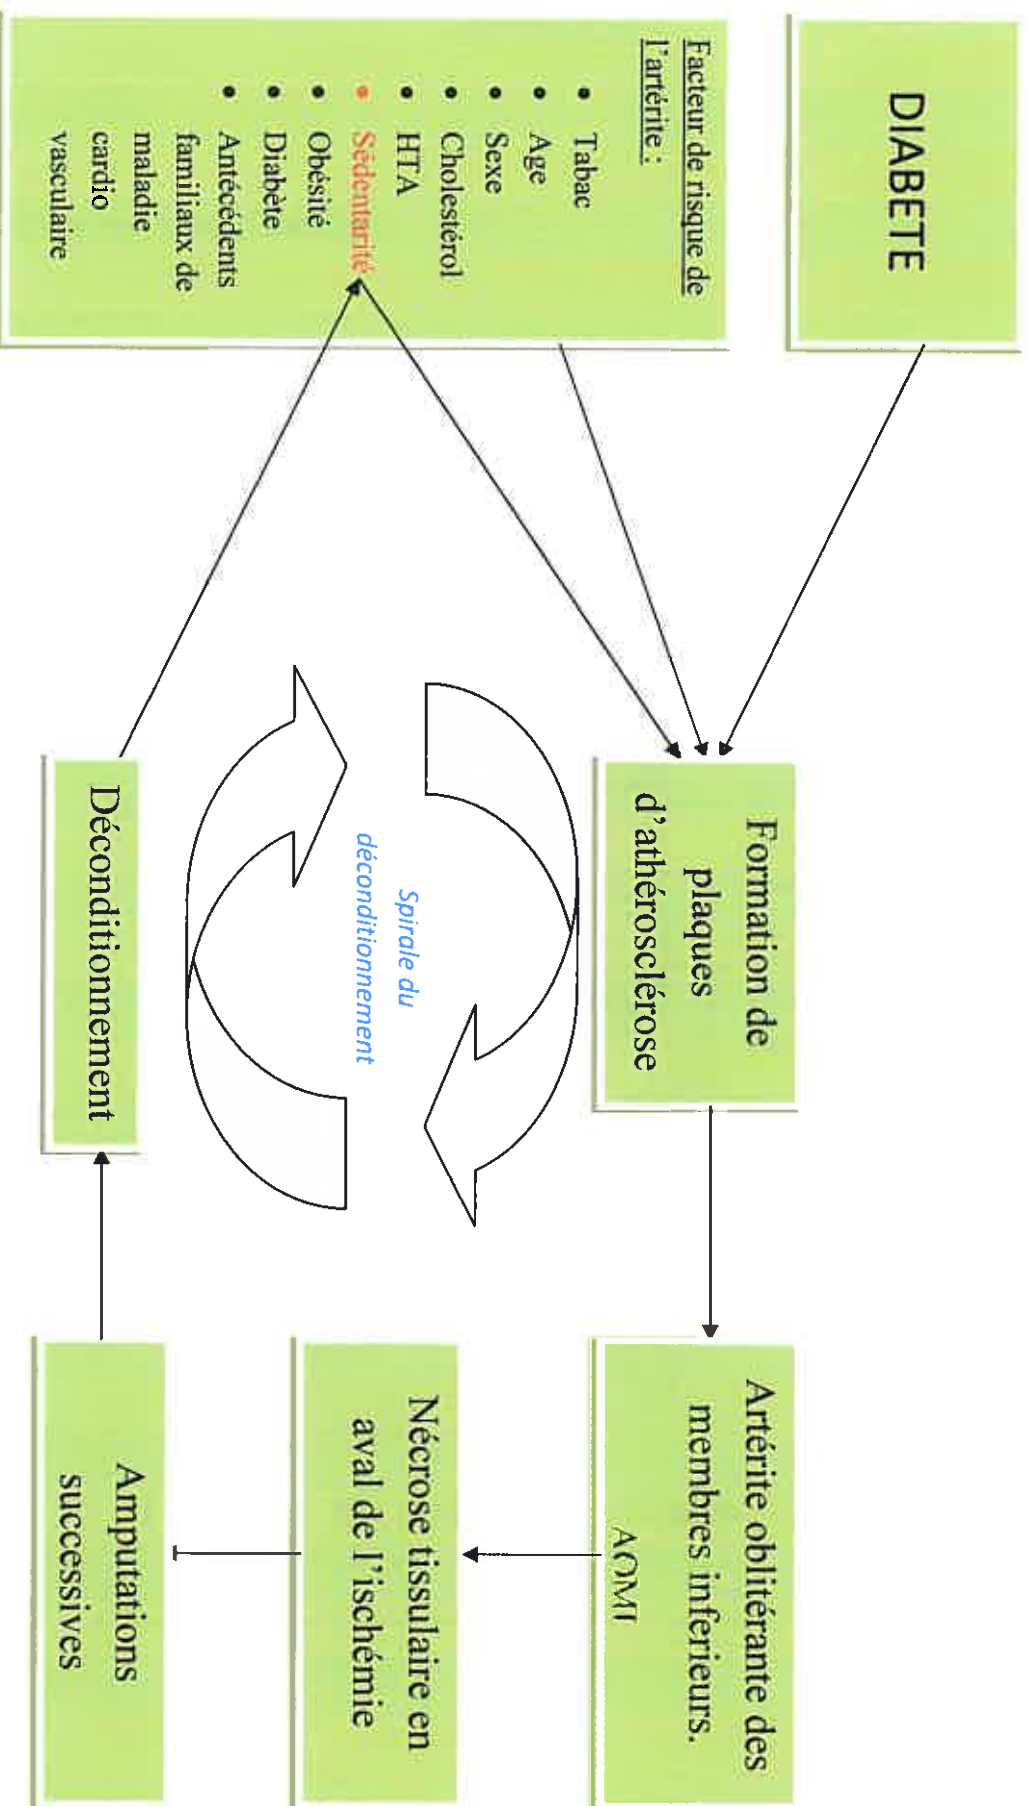 DIABETE
Facteur de risque de
l'artérite :
• Tabac
• Age
• Sexe
• Cholestérol
• HTA
• Sédentarité
• Obésité
• Diabète
• Antécédents
familiaux de
maladie
cardio
vasculaire
Formation de
plaques
d'athérosclérose
Artérite oblitérante des
membres inferieurs.
AOMI
Nécrose tissulaire en
aval de l'ischémie
Amputations
successives
Déconditionnement
Spirale du
déconditionnement